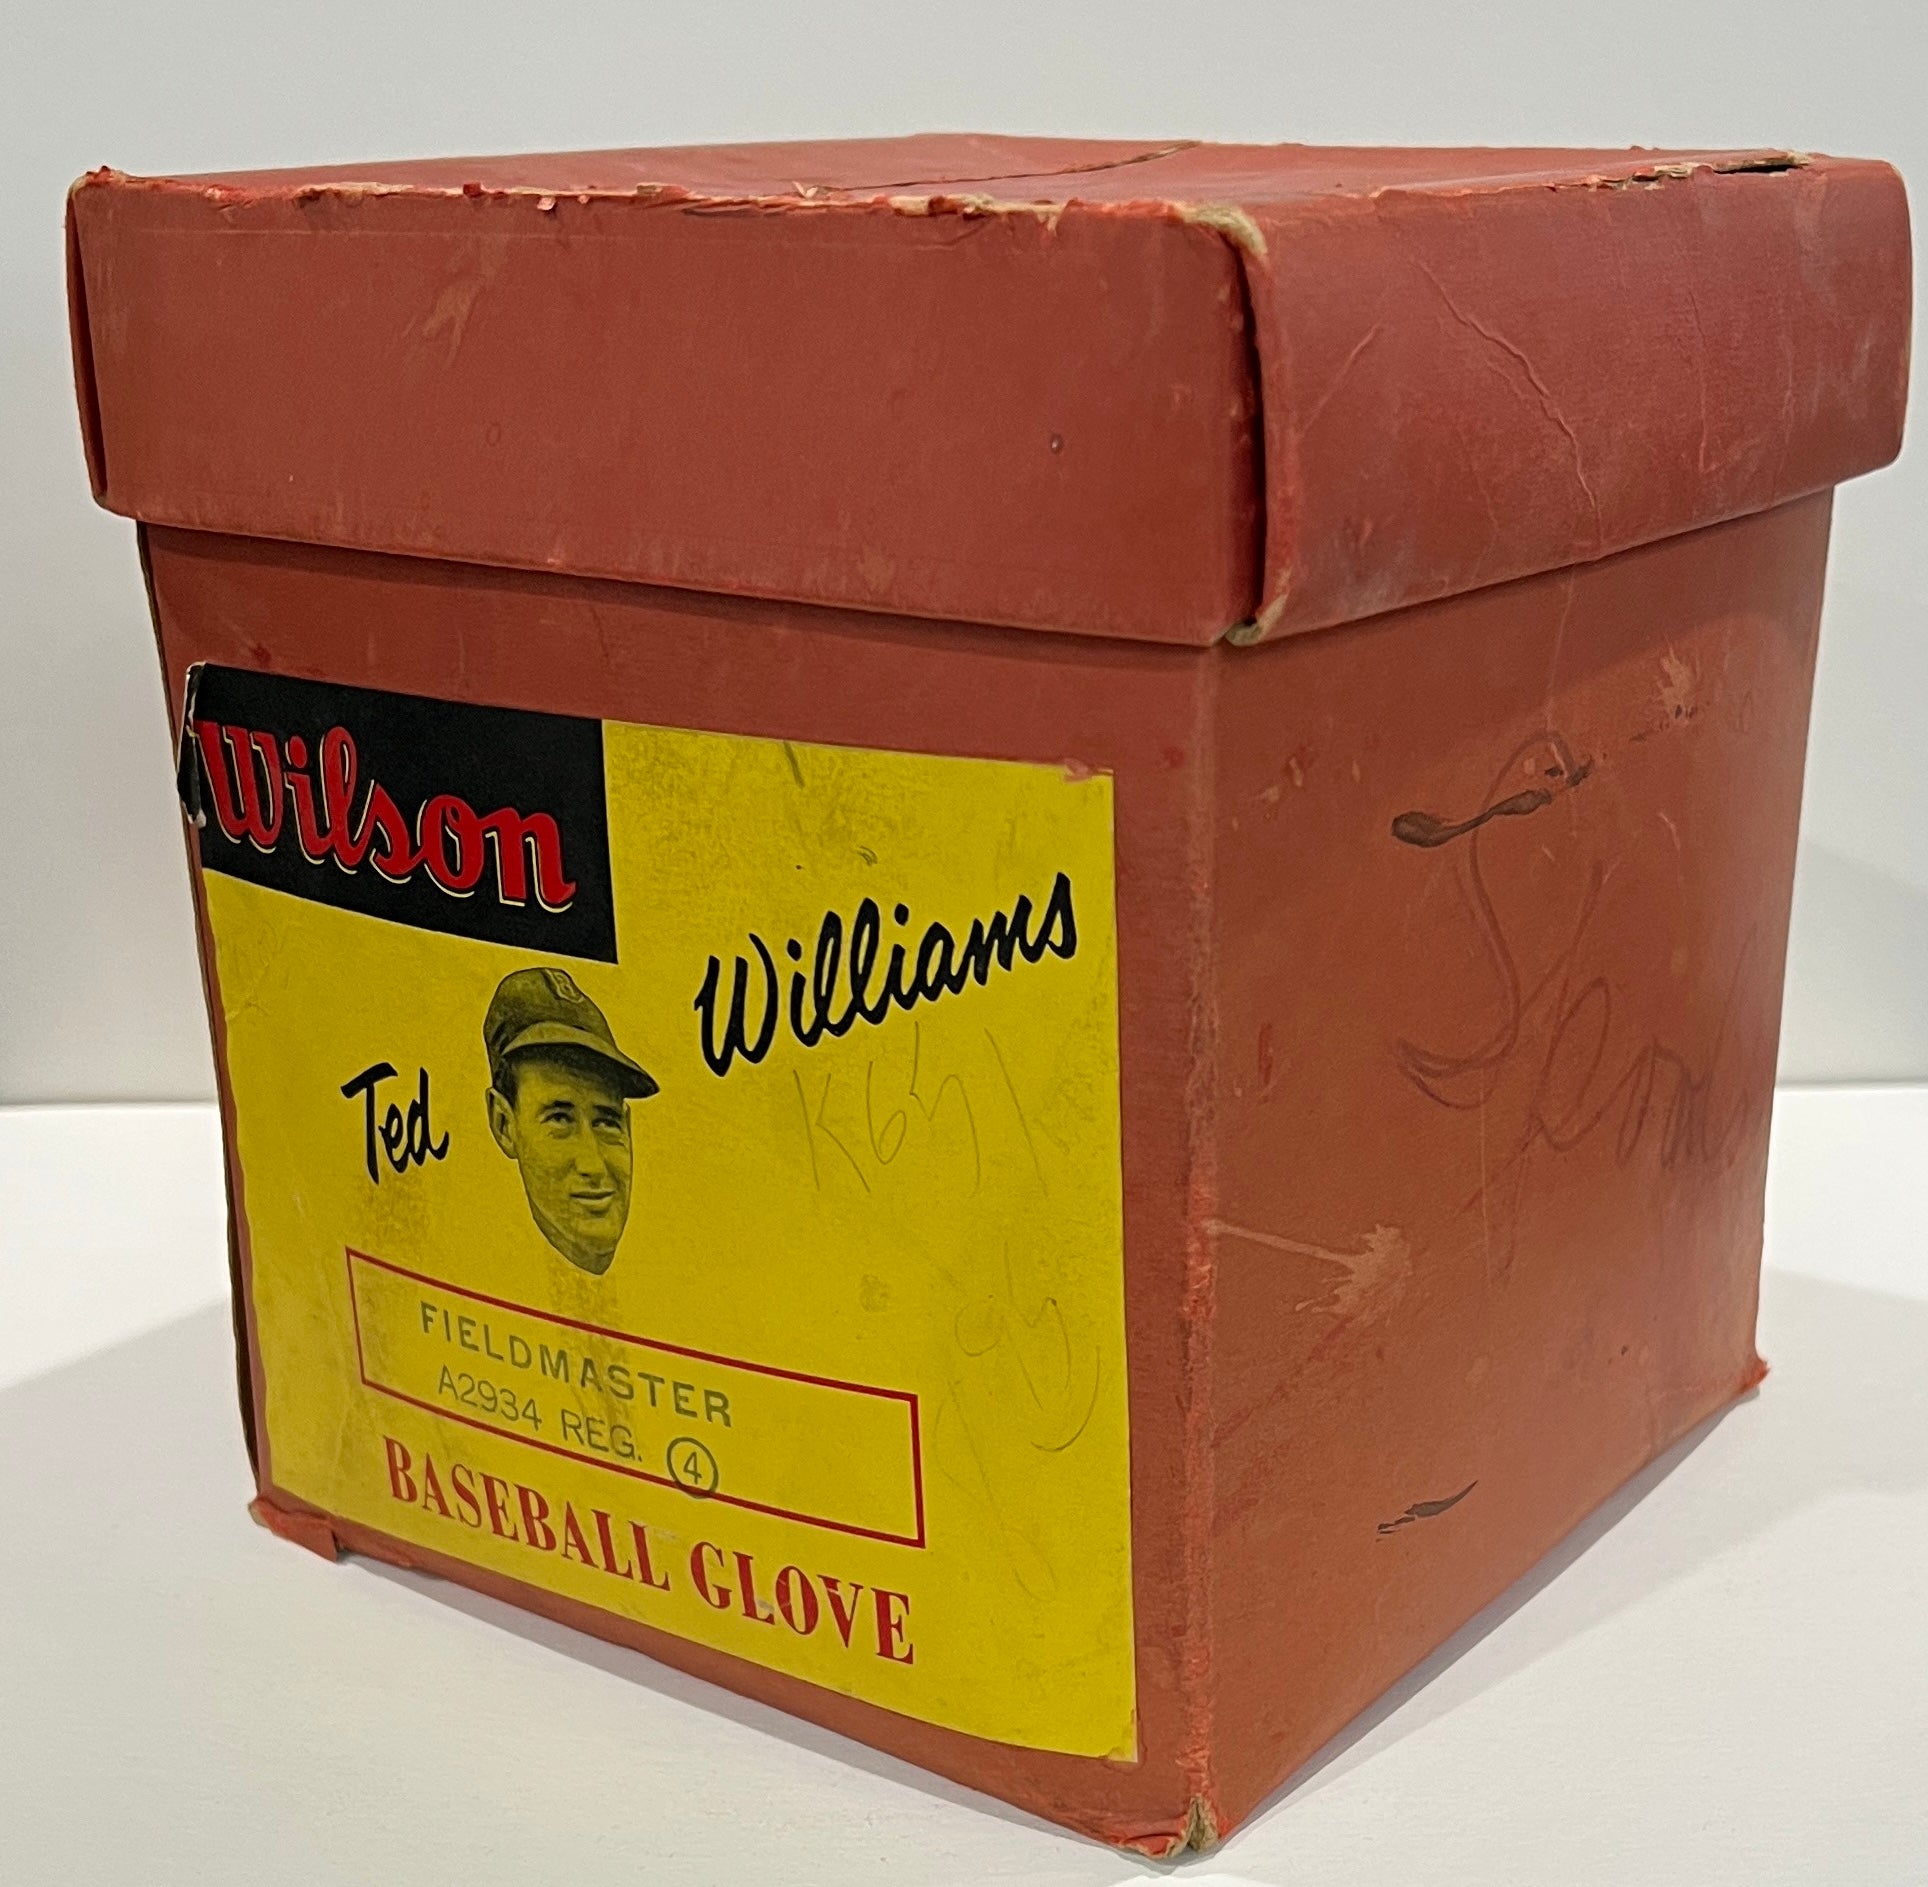 Wilson
Ted Williams
B
FIELDMASTER
A2934 REG. 4
BASEBALL GLOVE